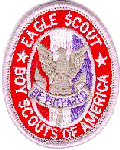 EAGLE SCOUT
BE PREPARED
BOY SCOUTS OF AMERICA